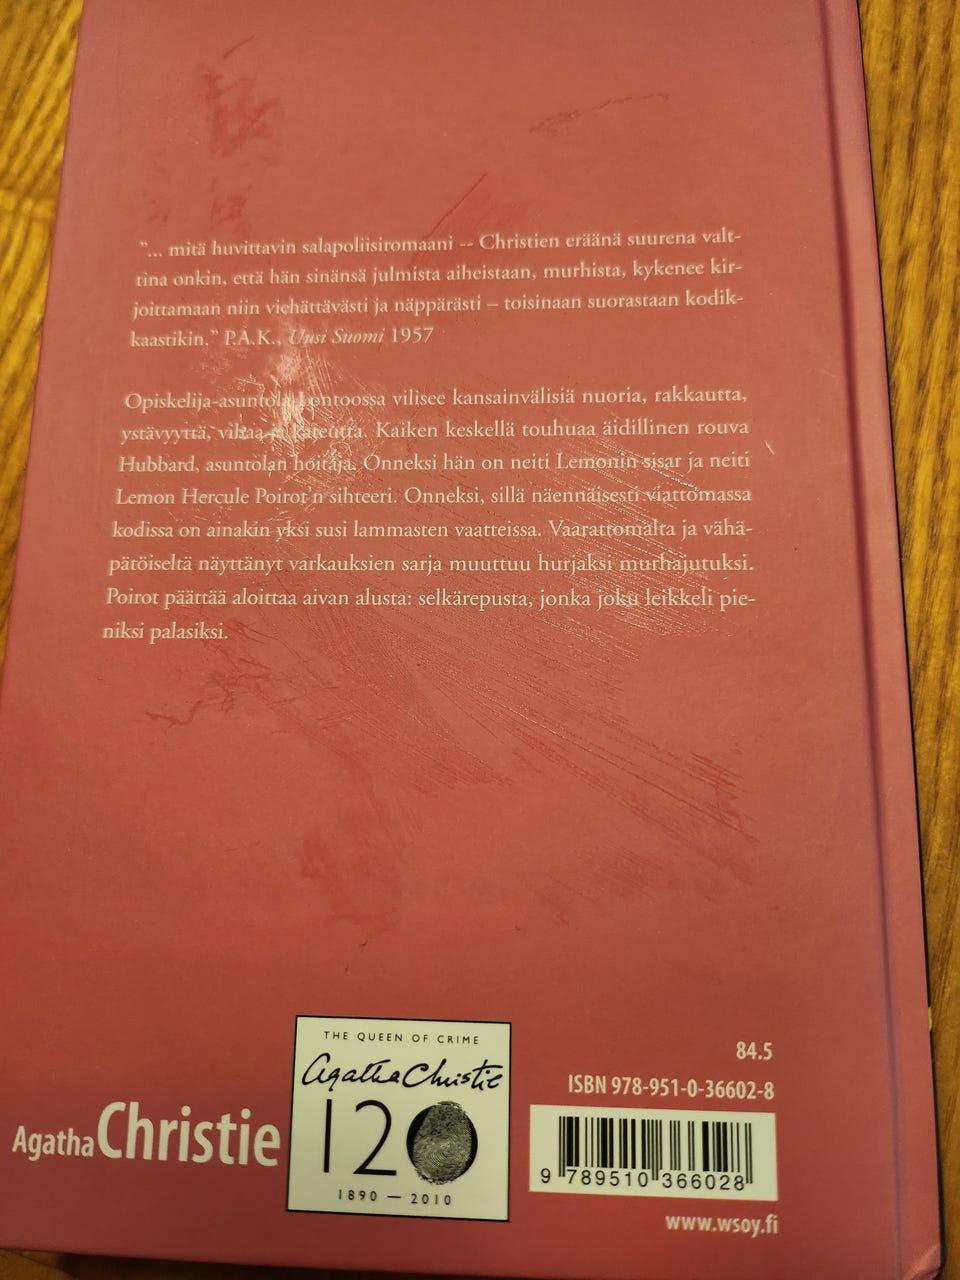 "... mitä huvittavin salapoliisiromaani -- Christien eräänä suurena valt-
tina onkin, että hän sinänsä julmista aiheistaan, murhista, kykenee kir-
joittamaan niin viehättävästi ja näppärästi – toisinaan suorastaan kodik-
kaastikin." P.A.K., Uusi Suomi 1957
Opiskelija-asuntola Lontoossa vilisee kansainvälisiä nuoria, rakkautta,
ystävyyttä, vihaa ja kateutta. Kaiken keskellä touhuaa äidillinen rouva
Hubbard, asuntolan hoitaja. Onneksi hän on neiti Lemonin sisar ja neiti
Lemon Hercule Poirot'n sihteeri. Onneksi, sillä näennäisesti viattomassa
kodissa on ainakin yksi susi lammasten vaatteissa. Vaarattomalta ja vähä-
pätöiseltä näyttänyt varkauksien sarja muuttuu hurjaksi murhajutuksi.
Poirot päättää aloittaa aivan alusta: selkärepusta, jonka joku leikkeli pie-
niksi palasiksi.
Agatha Christie
THE QUEEN OF CRIME
Agatha Christie
120
1890 — 2010
84.5
ISBN 978-951-0-36602-8
9 789510 366028
www.wsoy.fi